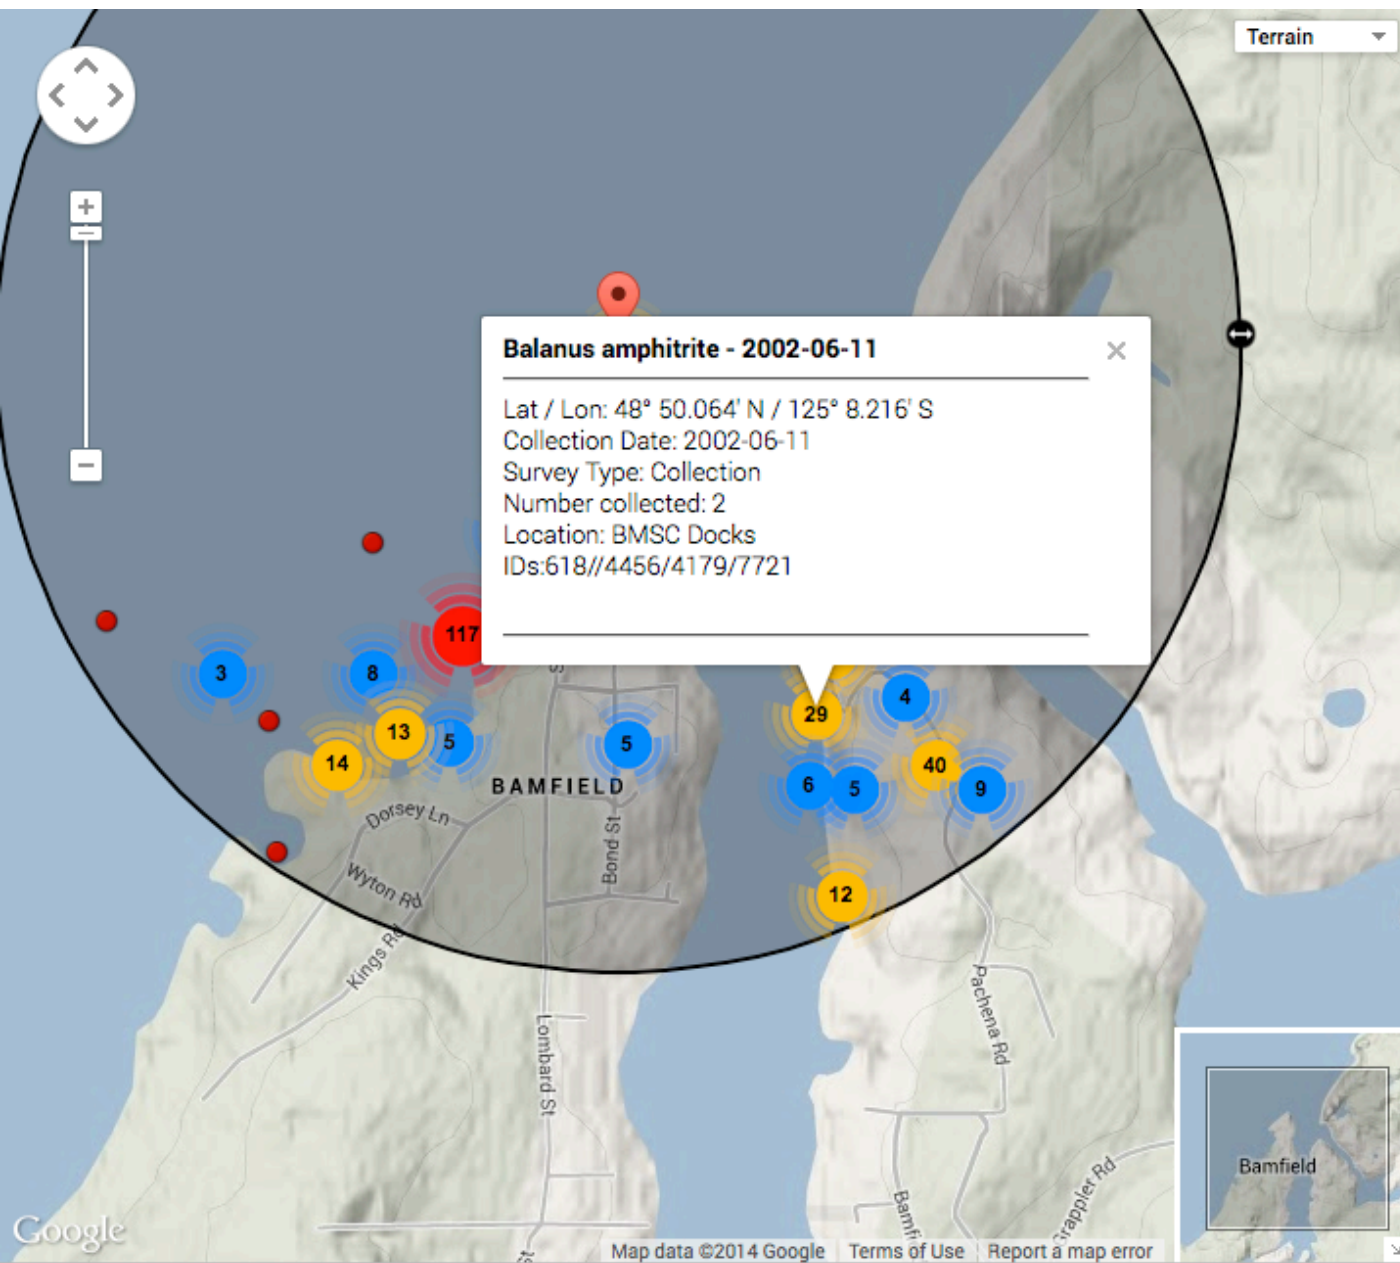 Terrain
Balanus amphitrite - 2002-06-11
Lat / Lon: 48° 50.064' N / 125° 8.216' S
Collection Date: 2002-06-11
Survey Type: Collection
Number collected: 2
Location: BMSC Docks
IDs:618//4456/4179/7721
117
3
8
4
29
13
5
5
14
40
6
5
9
BAMFIELD
Dorsey Ln
Bond St
Wyton Rd
12
Kings Rd
Pachena Rd
Lombard St
Bamfield
Grappler Rd
Google
Map data ©2014 Google
Terms of Use
Report a map error